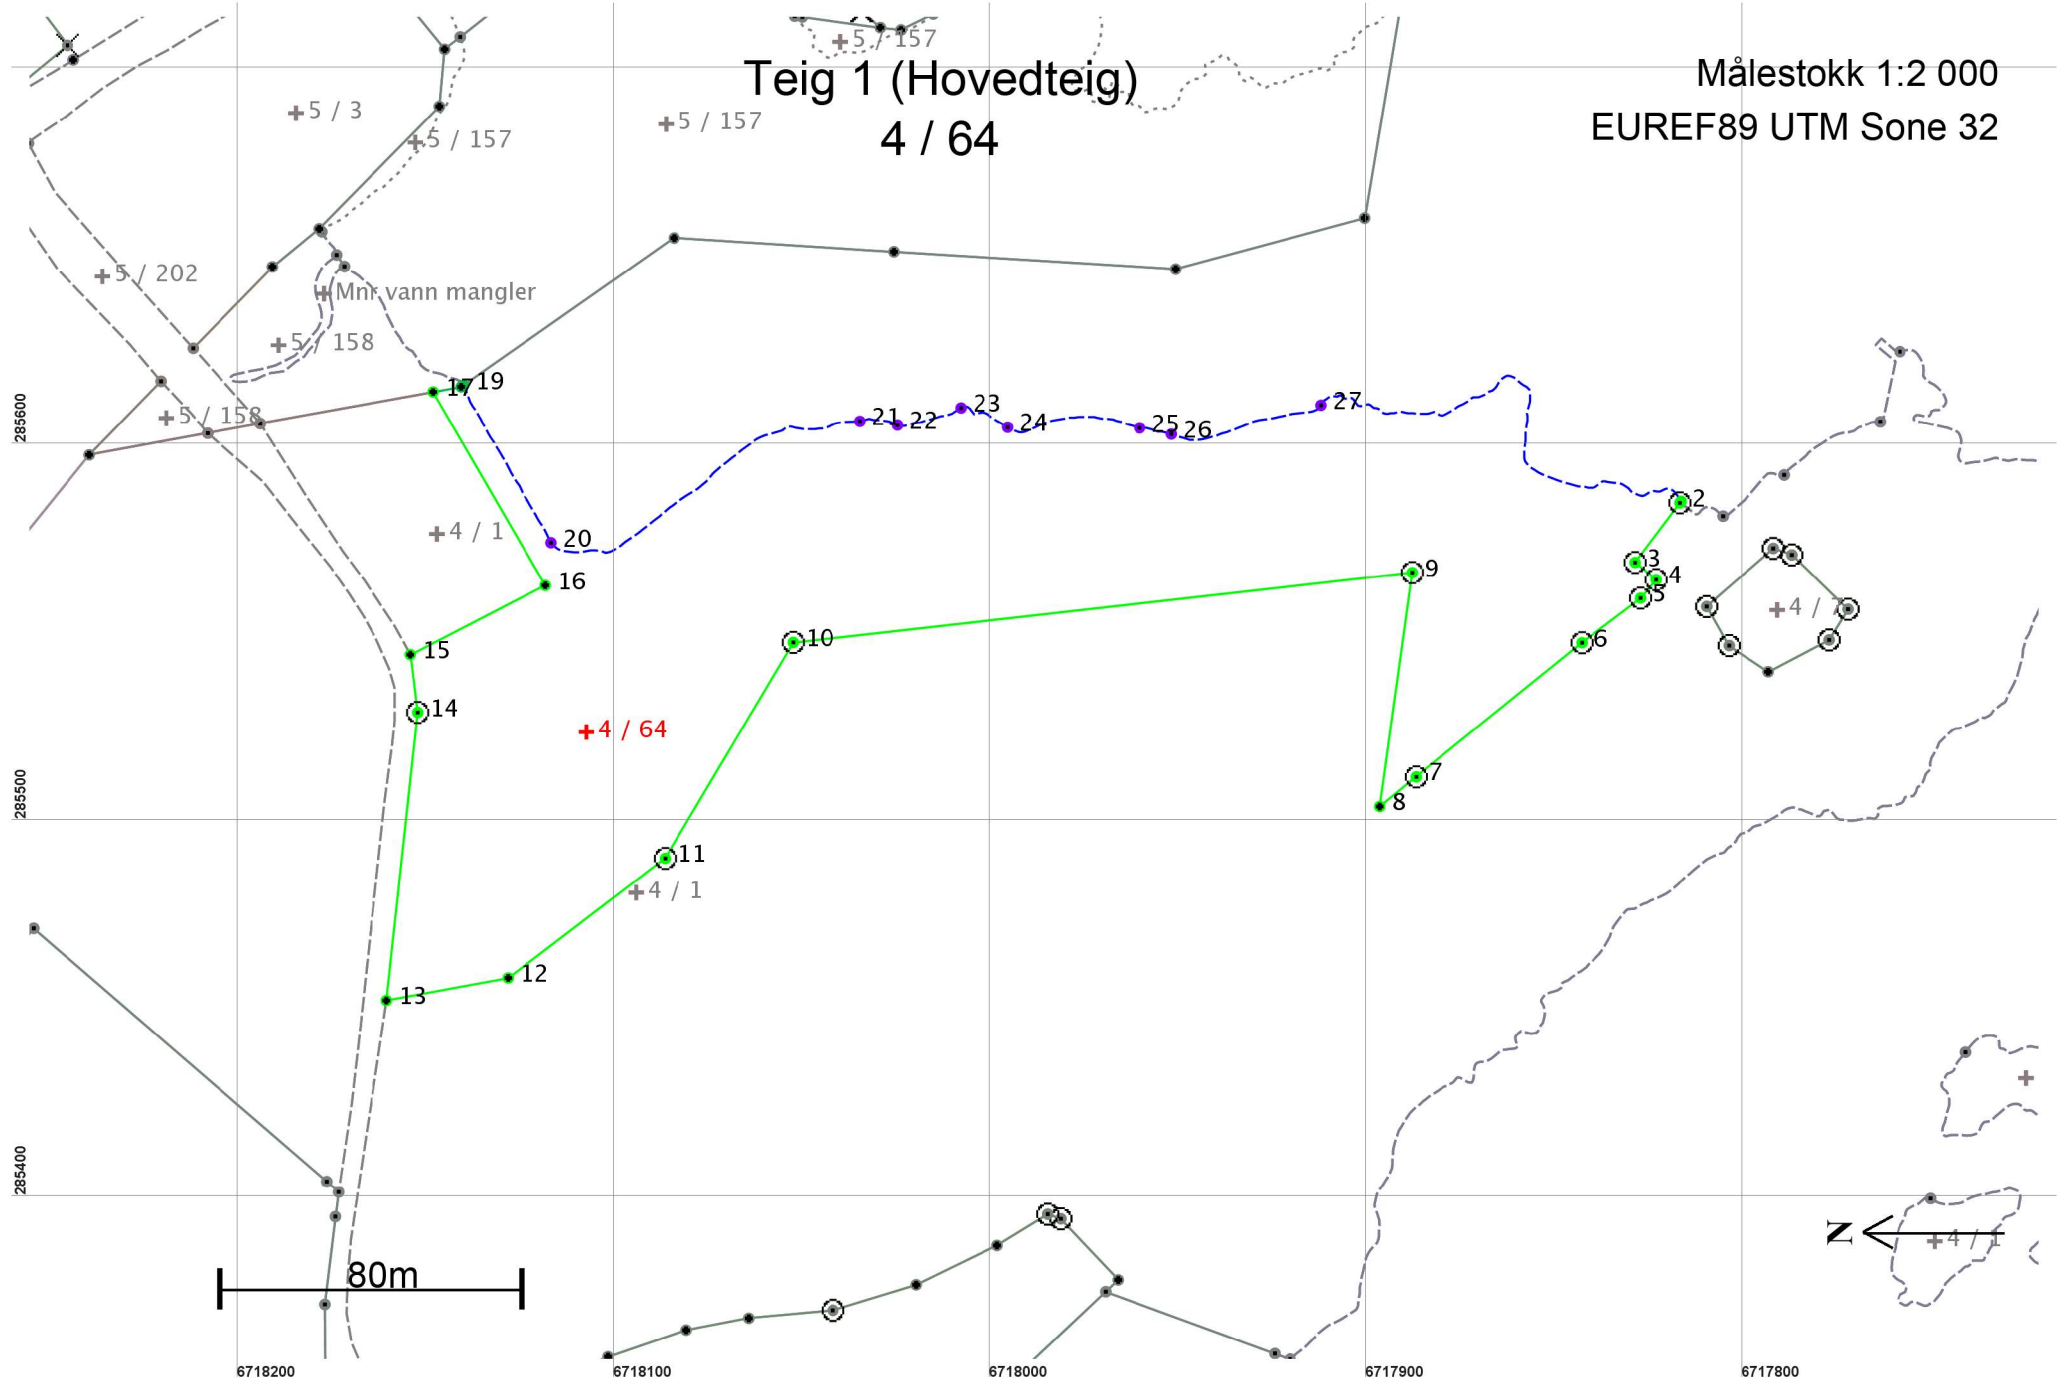 5 / 157
Teig 1 (Hovedteig)
Målestokk 1:2 000
5 / 3
5 / 157
EUREF89 UTM Sone 32
5 / 157
4 / 64
5 / 202
Mnr vann mangler
5 / 158
17
19
285600
5 / 158
21
22
23
24
25
26
27
2
4 / 1
20
16
9
3
4
5
4 / 7
15
10
6
14
4 / 64
285500
7
8
11
4 / 1
12
13
285400
N
4 / 1
80m
6718200
6718100
6718000
6717900
6717800